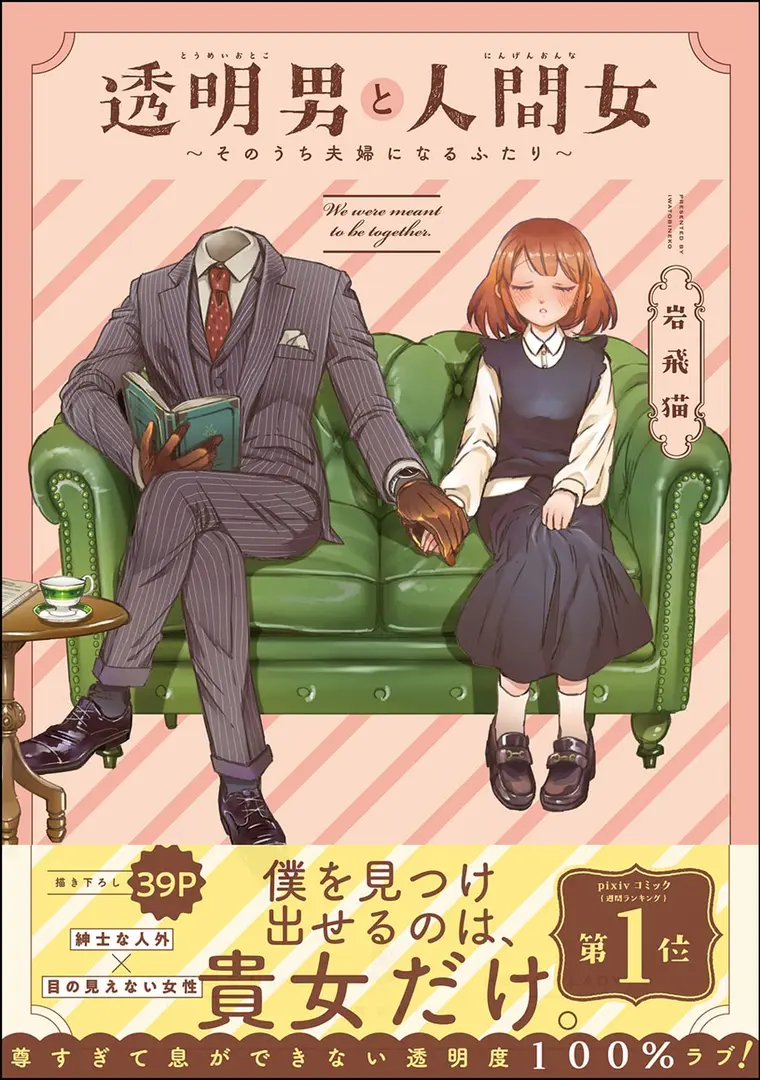 とうめいおとこ にんげんおんな
透明男と人間女
～そのうち夫婦になるふたり～
We were meant
to be together.
PRESENTED BY
IWATOBINEKO
岩飛猫
描き下ろし
39P
紳士な人外
×
目の見えない女性
僕を見つけ
出せるのは、
貴女だけ。
pixivコミック
{週間ランキング}
第1位
尊すぎて息ができない透明度100%ラブ!